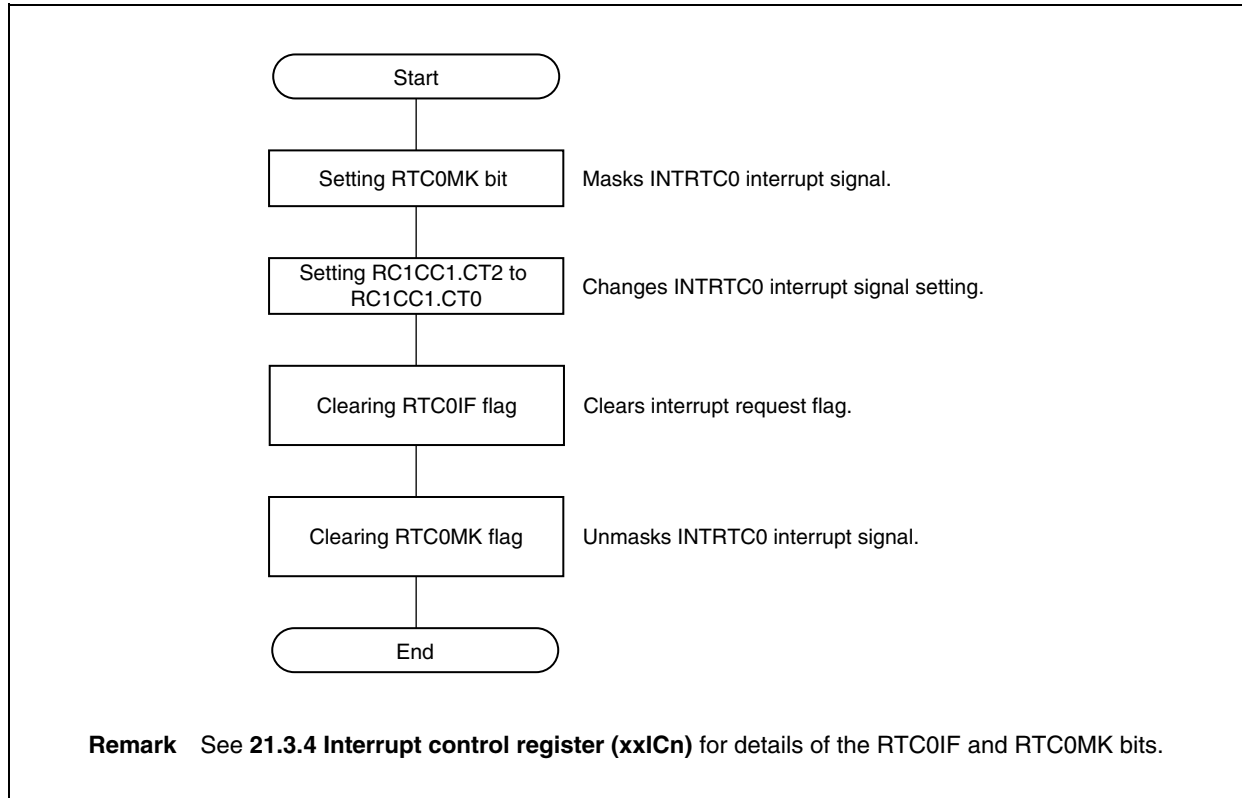 Start
Setting RTC0MK bit
Masks INTRTC0 interrupt signal.
Setting RC1CC1.CT2 to
RC1CC1.CT0
Changes INTRTC0 interrupt signal setting.
Clearing RTC0IF flag
Clears interrupt request flag.
Clearing RTC0MK flag
Unmasks INTRTC0 interrupt signal.
End
Remark See 21.3.4 Interrupt control register (xxICn) for details of the RTC0IF and RTC0MK bits.